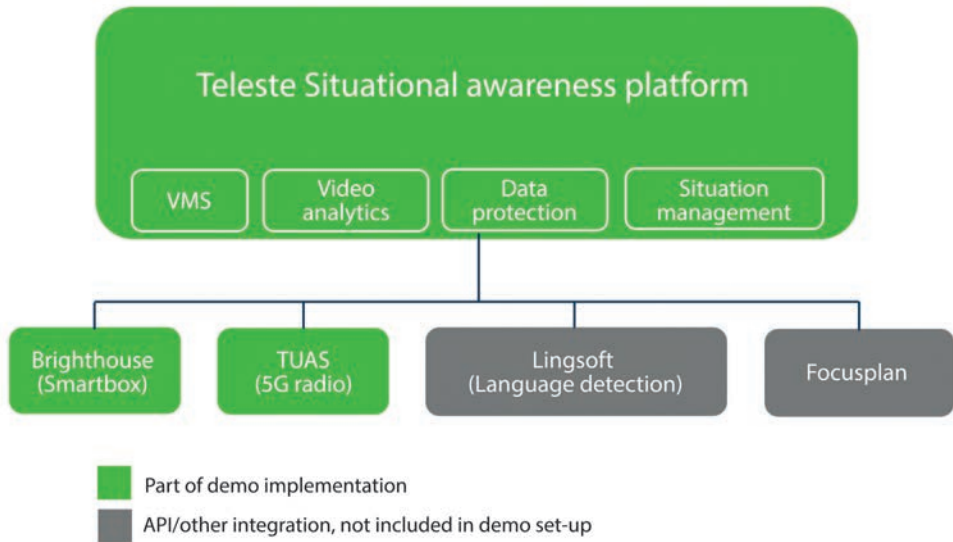 Teleste Situational awareness platform
VMS
Video
analytics
Data
protection
Situation
management
Brighthouse
(Smartbox)
TUAS
(5G radio)
Lingsoft
(Language detection)
Focusplan
Part of demo implementation
API/other integration, not included in demo set-up